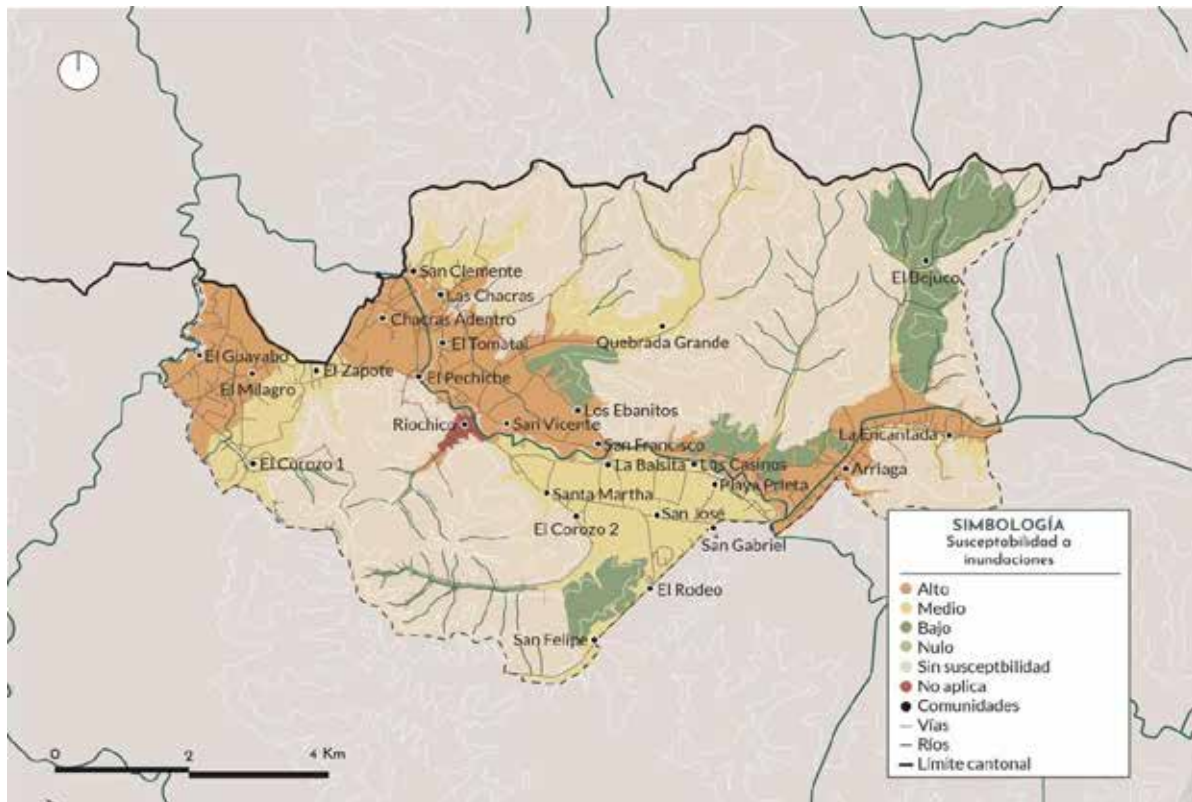 San Clemente
Las Chacras
Chacras Adentro
El Tomatal
Quebrada Grande
El Bejuco
El Guayabo
El Milagro
El Zapote
El Pechiche
Riochico
San Vicente
Los Ebanitos
San Francisco
La Encantada
El Corozo 1
La Balsita
Los Casinos
Arriaga
Playa Prieta
Santa Martha
El Corozo 2
San José
San Gabriel
El Rodeo
San Felipe
SIMBOLOGÍA
Susceptabilidad a
inundaciones
Alto
Medio
Bajo
Nulo
Sin susceptbilidad
No aplica
Comunidades
Vías
Ríos
Límite cantonal
0
2
4 Km